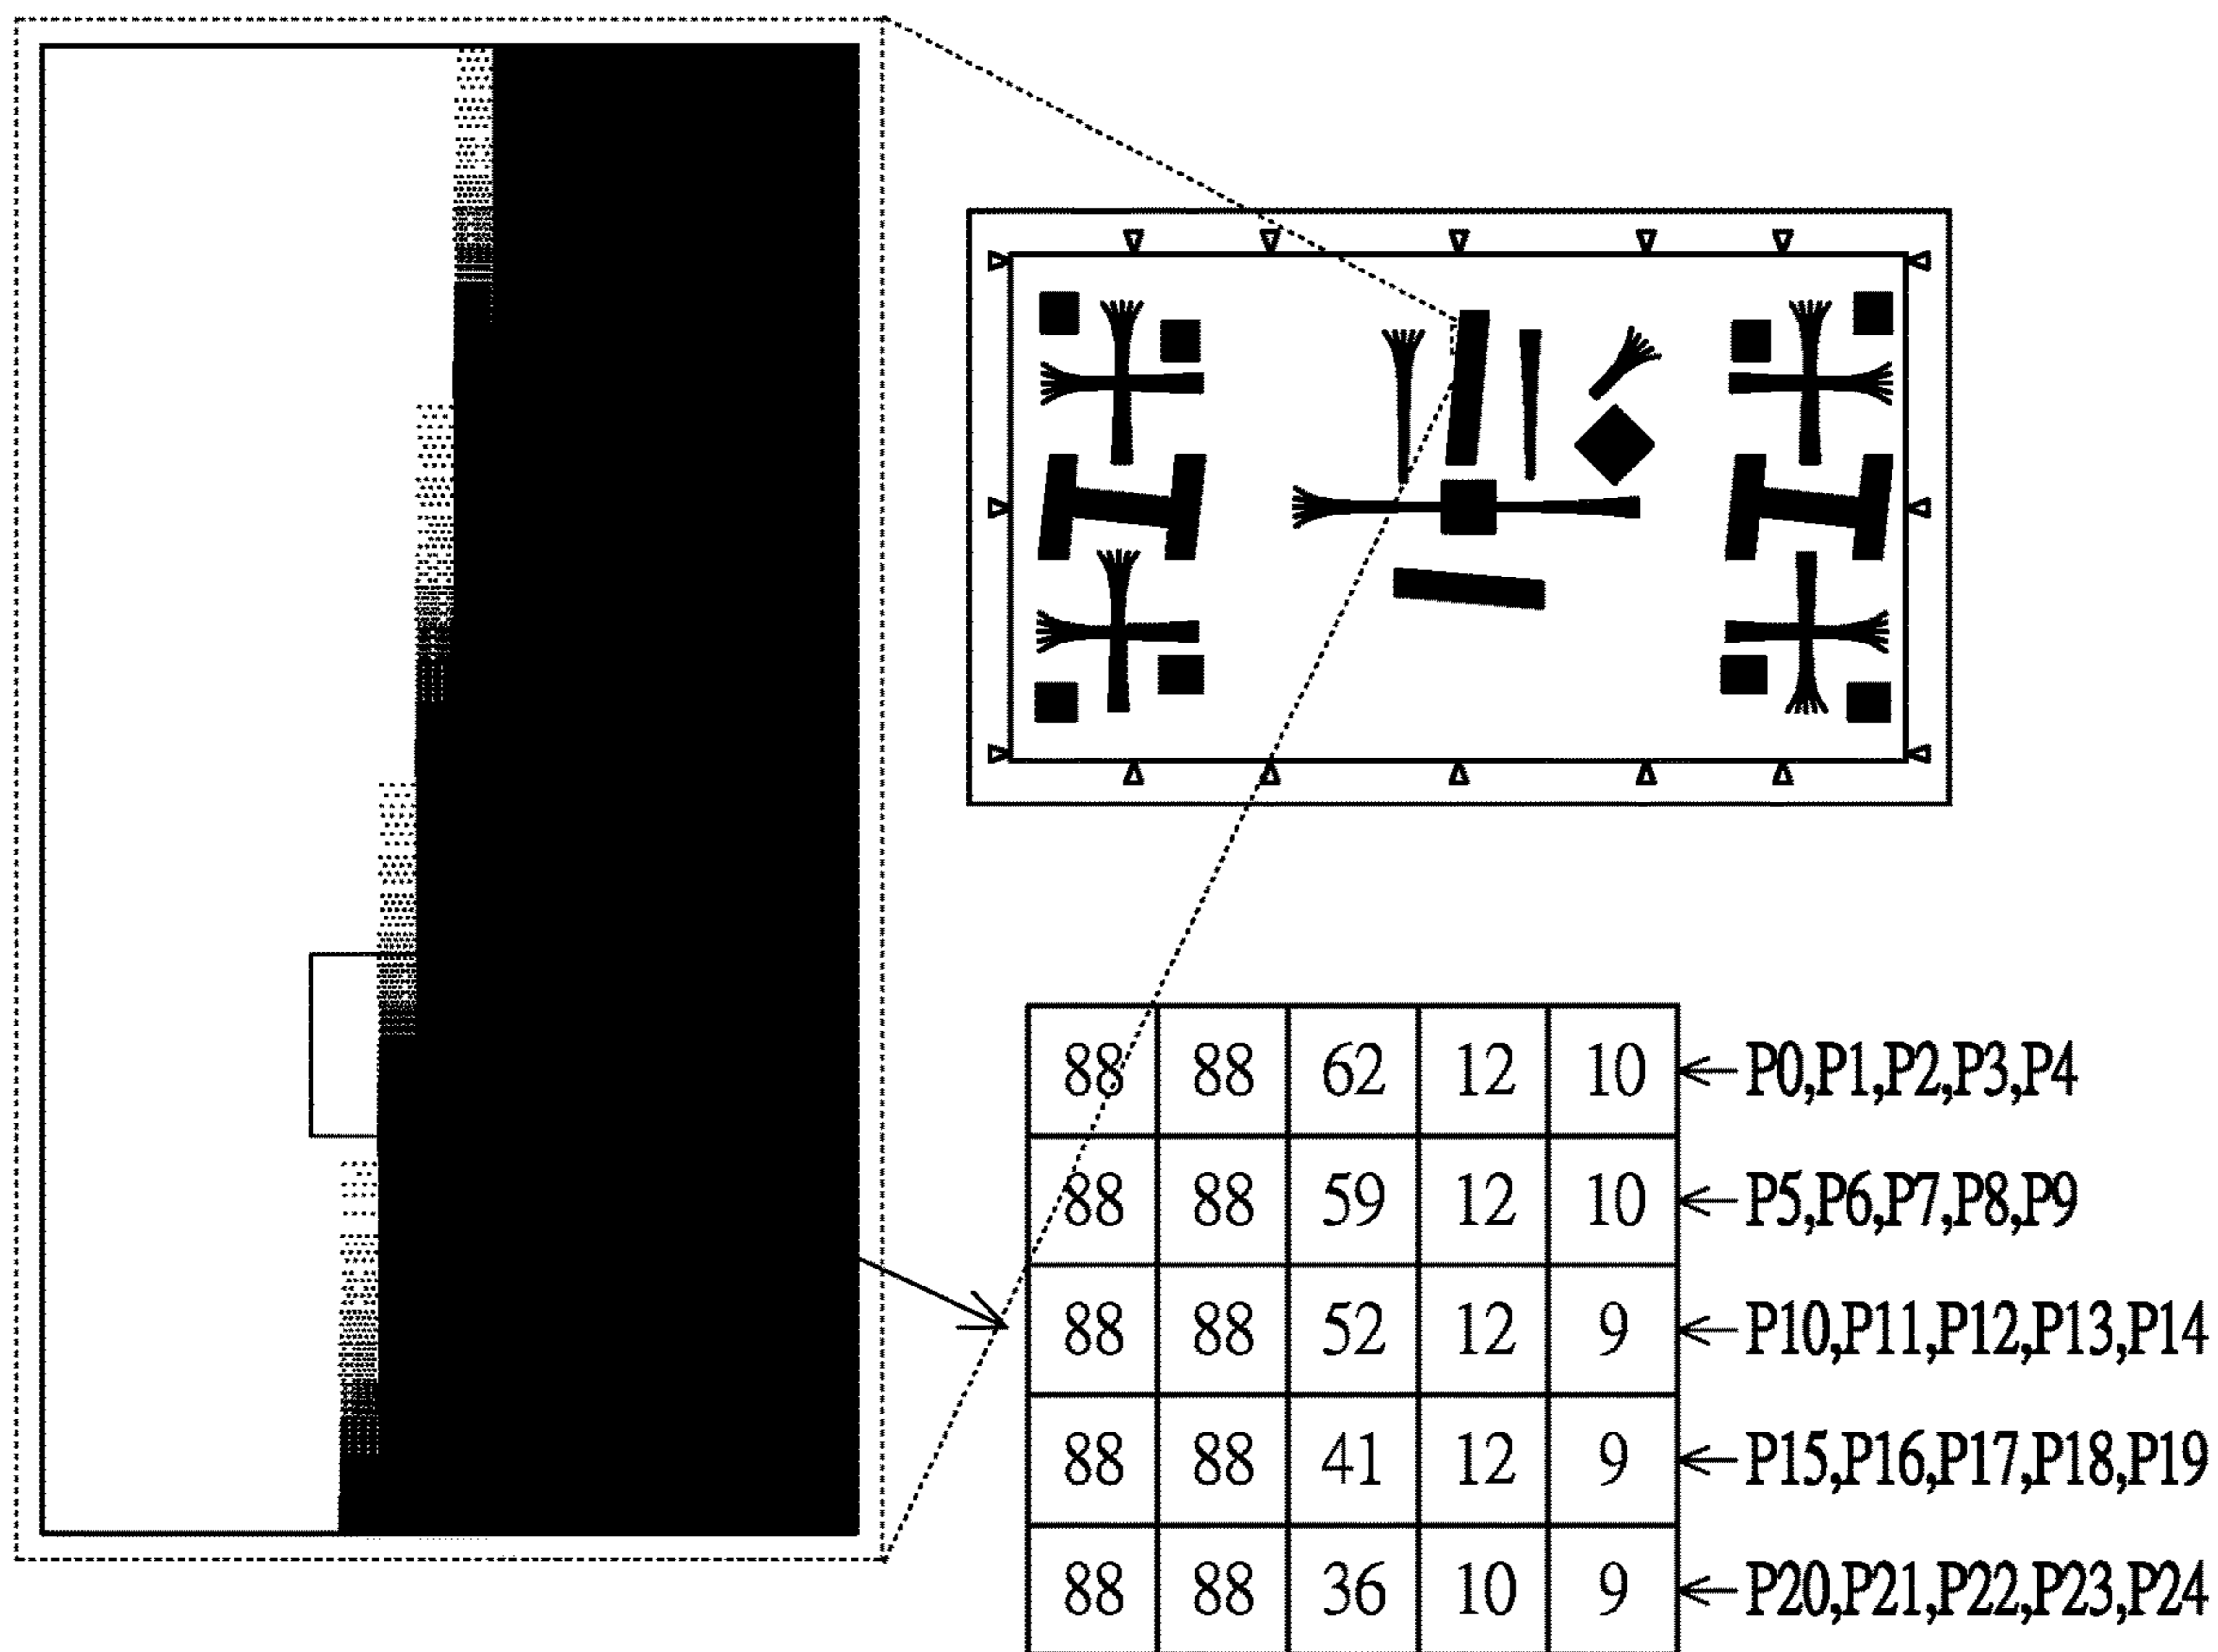 88 88 62 12 10 P0,P1,P2,P3,P4
88 88 59 12 10 P5,P6,P7,P8,P9
88 88 52 12 9 P10,P11,P12,P13,P14
88 88 41 12 9 P15,P16,P17,P18,P19
88 88 36 10 9 P20,P21,P22,P23,P24